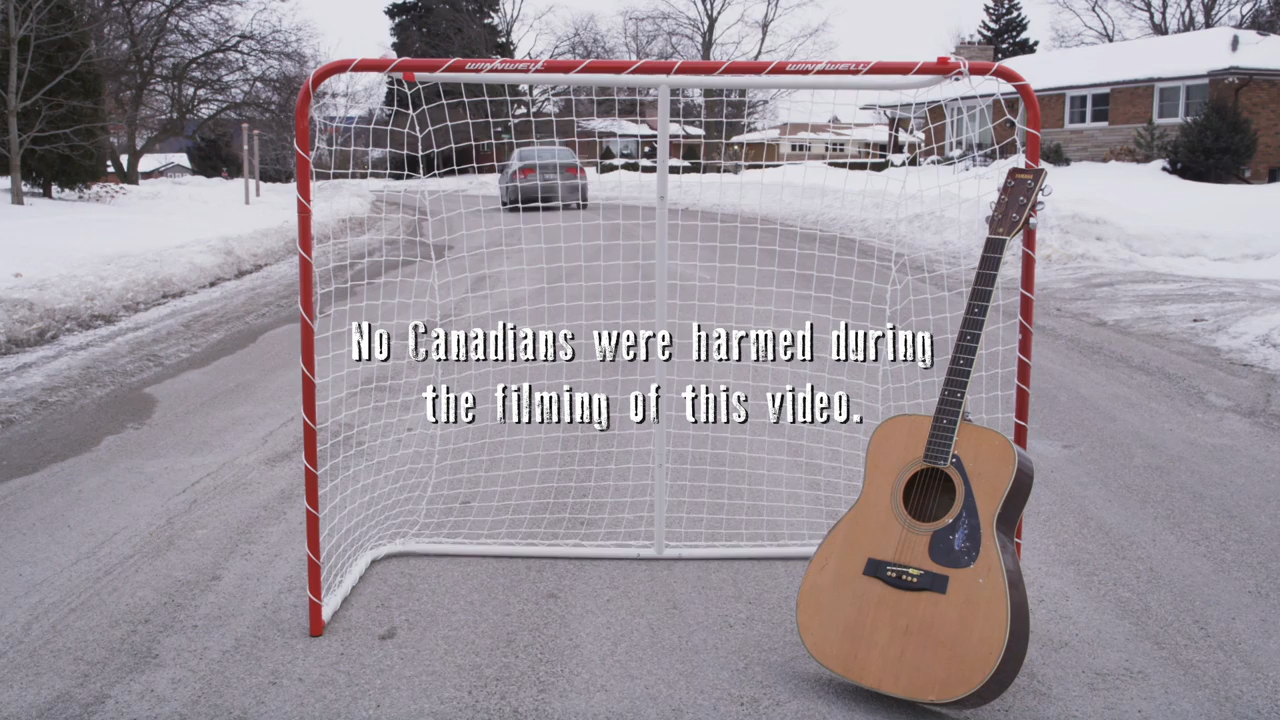 WINNWELL WINNWELL
No Canadians were harmed during
the filming of this video.